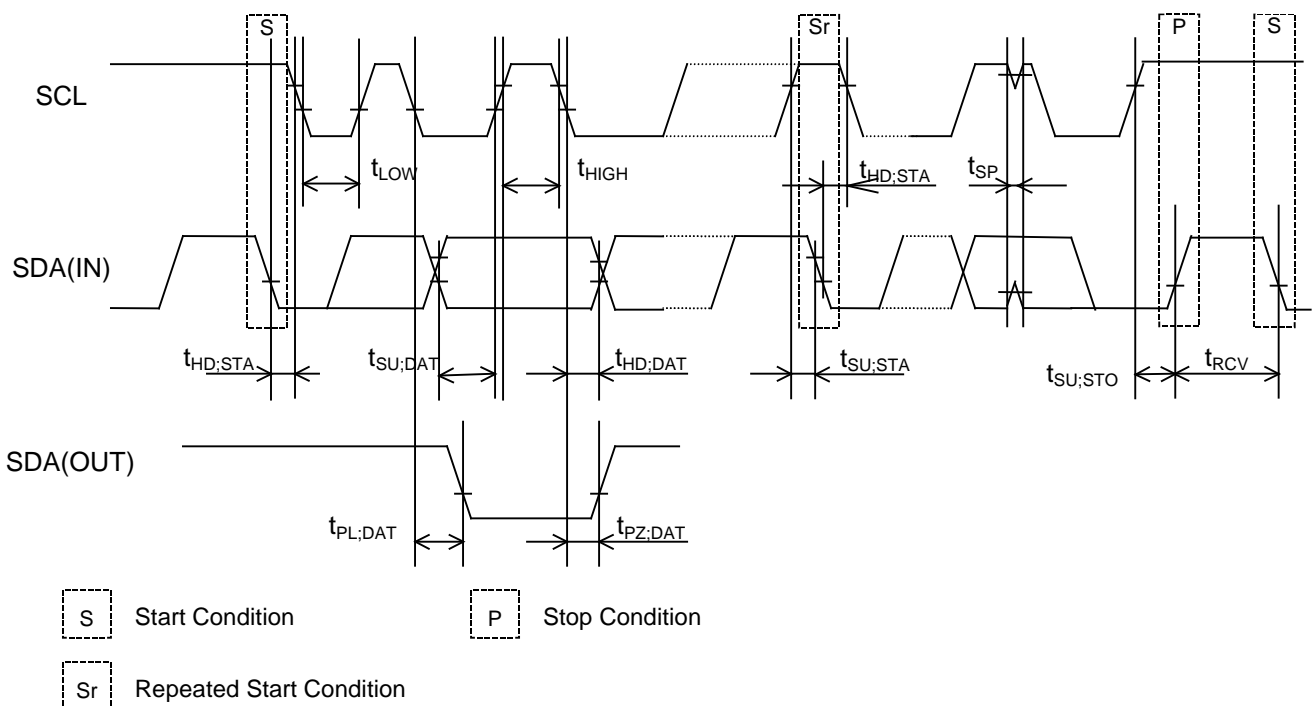 S
Sr
P
S
SCL
tLOW
tHIGH
tHD;STA
tSP
SDA(IN)
tHD;STA
tSU;DAT
tHD;DAT
tSU;STA
tSU;STO
tRCV
SDA(OUT)
tPL;DAT
tPZ;DAT
S Start Condition
P Stop Condition
Sr Repeated Start Condition